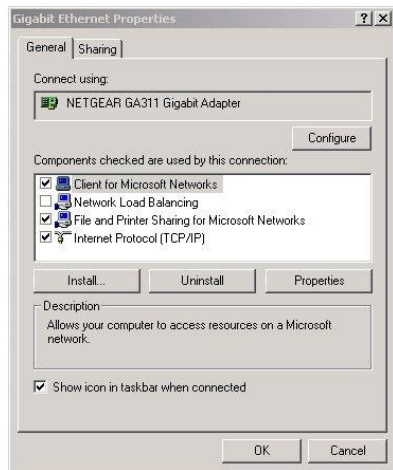 Gigabit Ethernet Properties
General Sharing
Connect using:
NETGEAR GA311 Gigabit Adapter
Configure
Components checked are used by this connection:
Client for Microsoft Networks
Network Load Balancing
File and Printer Sharing for Microsoft Networks
Internet Protocol (TCP/IP)
Install... Uninstall Properties
Description
Allows your computer to access resources on a Microsoft
network.
Show icon in taskbar when connected
OK Cancel